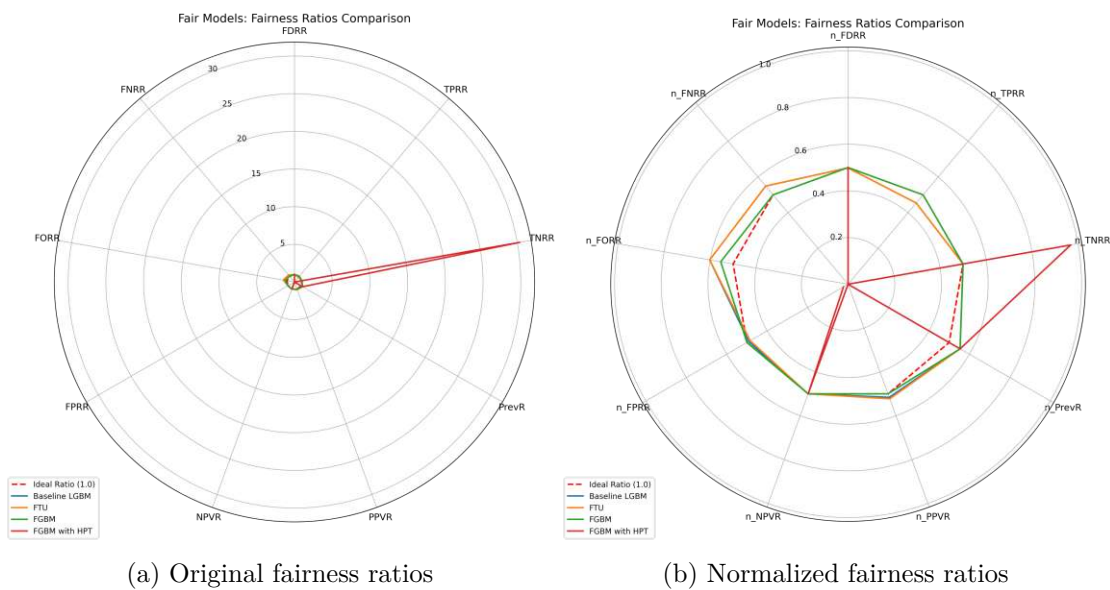 Fair Models: Fairness Ratios Comparison
FDRR
TPRR
TNRR
PrevR
PPVR
NPVR
FPRR
FORR
FNRR
5
10
15
20
25
30
Ideal Ratio (1.0)
Baseline LGBM
FTU
FGBM
FGBM with HPT
(a) Original fairness ratios
Fair Models: Fairness Ratios Comparison
n_FDRR
n_TPRR
n_TNRR
n_PrevR
n_PPVR
n_NPVR
n_FPRR
n_FORR
n_FNRR
0.2
0.4
0.6
0.8
1.0
Ideal Ratio (1.0)
Baseline LGBM
FTU
FGBM
FGBM with HPT
(b) Normalized fairness ratios